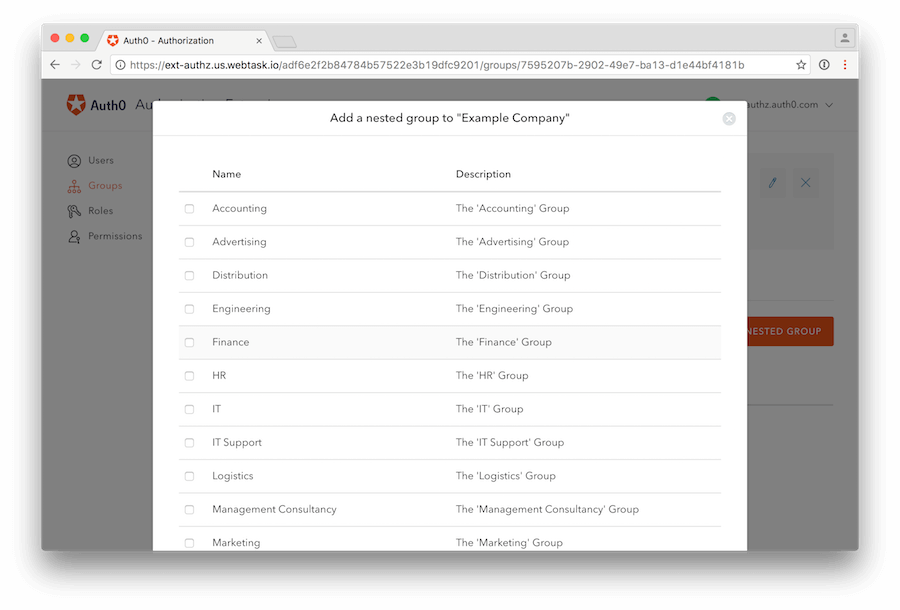 Auth0 - Authorization
https://ext-authz.us.webtask.io/adf6e2f2b84784b57522e3b19dfc9201/groups/7595207b-2902-49e7-ba13-d1e44bf4181b
Auth0 Au
authz.auth0.com
Add a nested group to "Example Company"
Users
Groups
Roles
Permissions
Name Description
Accounting The 'Accounting' Group
Advertising The 'Advertising' Group
Distribution The 'Distribution' Group
Engineering The 'Engineering' Group
NESTED GROUP
Finance The 'Finance' Group
HR The 'HR' Group
IT The 'IT' Group
IT Support The 'IT Support' Group
Logistics The 'Logistics' Group
Management Consultancy The 'Management Consultancy' Group
Marketing The 'Marketing' Group